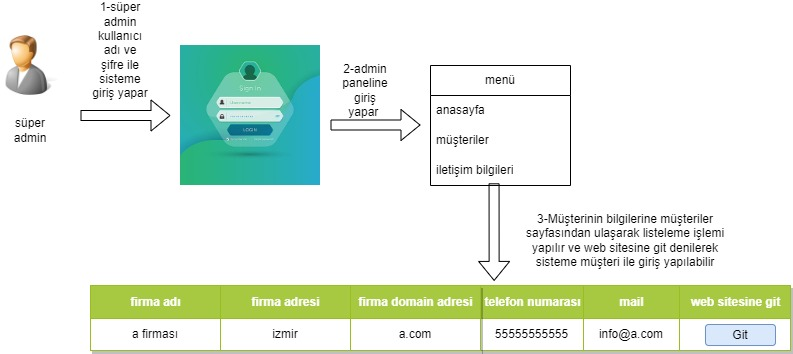 1-süper
admin
kullanıcı
adı ve
şifre ile
sisteme
giriş yapar
süper
admin
Sign In
Username
LOGIN
2-admin
paneline
giriş
yapar
menü
anasayfa
müşteriler
iletişim bilgileri
3-Müşterinin bilgilerine müşteriler
sayfasından ulaşarak listeleme işlemi
yapılır ve web sitesine git denilerek
sisteme müşteri ile giriş yapılabilir
firma adı firma adresi firma domain adresi telefon numarası mail web sitesine git
a firması izmir a.com 55555555555 info@a.com Git